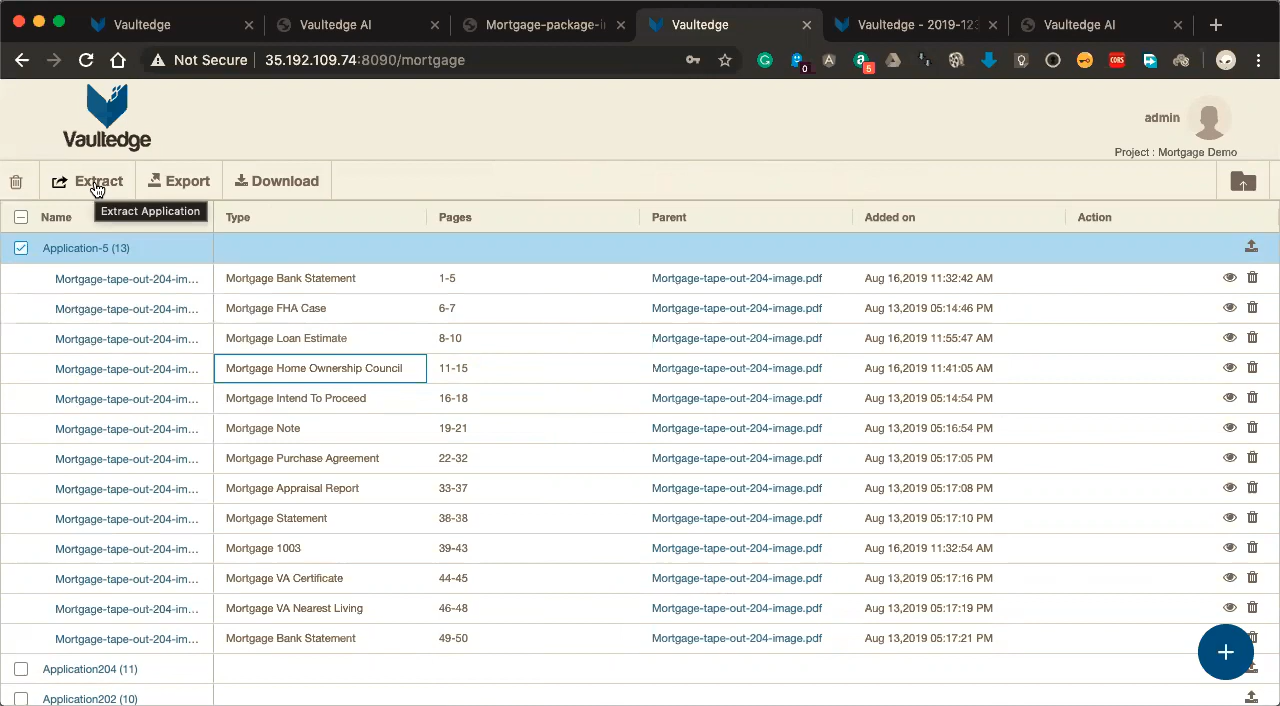 Vaultedge
Vaultedge AI
Mortgage-package-i
Vaultedge
Vaultedge - 2019-123
Vaultedge AI
Not Secure 35.192.109.74:8090/mortgage
0
5
CORS
Vaultedge
admin
Project : Mortgage Demo
Extract Export Download
Extract Application
Name Type Pages Parent Added on Action
Application-5 (13)
Mortgage-tape-out-204-im... Mortgage Bank Statement 1-5 Mortgage-tape-out-204-image.pdf Aug 16,2019 11:32:42 AM
Mortgage-tape-out-204-im... Mortgage FHA Case 6-7 Mortgage-tape-out-204-image.pdf Aug 13,2019 05:14:46 PM
Mortgage-tape-out-204-im... Mortgage Loan Estimate 8-10 Mortgage-tape-out-204-image.pdf Aug 16,2019 11:55:47 AM
Mortgage-tape-out-204-im... Mortgage Home Ownership Council 11-15 Mortgage-tape-out-204-image.pdf Aug 16,2019 11:41:05 AM
Mortgage-tape-out-204-im... Mortgage Intend To Proceed 16-18 Mortgage-tape-out-204-image.pdf Aug 13,2019 05:14:54 PM
Mortgage-tape-out-204-im... Mortgage Note 19-21 Mortgage-tape-out-204-image.pdf Aug 13,2019 05:16:54 PM
Mortgage-tape-out-204-im... Mortgage Purchase Agreement 22-32 Mortgage-tape-out-204-image.pdf Aug 13,2019 05:17:05 PM
Mortgage-tape-out-204-im... Mortgage Appraisal Report 33-37 Mortgage-tape-out-204-image.pdf Aug 13,2019 05:17:08 PM
Mortgage-tape-out-204-im... Mortgage Statement 38-38 Mortgage-tape-out-204-image.pdf Aug 13,2019 05:17:10 PM
Mortgage-tape-out-204-im... Mortgage 1003 39-43 Mortgage-tape-out-204-image.pdf Aug 16,2019 11:32:54 AM
Mortgage-tape-out-204-im... Mortgage VA Certificate 44-45 Mortgage-tape-out-204-image.pdf Aug 13,2019 05:17:16 PM
Mortgage-tape-out-204-im... Mortgage VA Nearest Living 46-48 Mortgage-tape-out-204-image.pdf Aug 13,2019 05:17:19 PM
Mortgage-tape-out-204-im... Mortgage Bank Statement 49-50 Mortgage-tape-out-204-image.pdf Aug 13,2019 05:17:21 PM
Application204 (11)
Application202 (10)